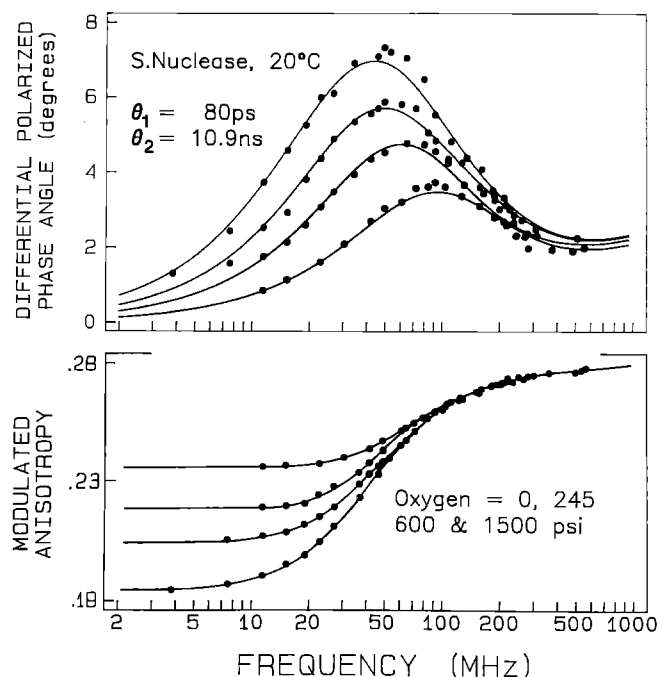 DIFFERENTIAL POLARIZED
PHASE ANGLE (degrees)
8
6
4
2
0
S.Nuclease, 20°C
θ₁ = 80ps
θ₂ = 10.9ns
MODULATED
ANISOTROPY
.28
.23
.18
Oxygen = 0, 245
600 & 1500 psi
2 5 10 20 50 100 200 500 1000
FREQUENCY (MHz)